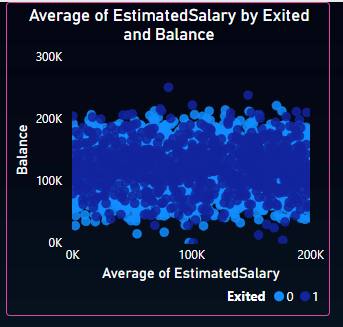 Average of EstimatedSalary by Exited
and Balance
300K
200K
100K
0K
Balance
0K 100K 200K
Average of EstimatedSalary
Exited 0 1